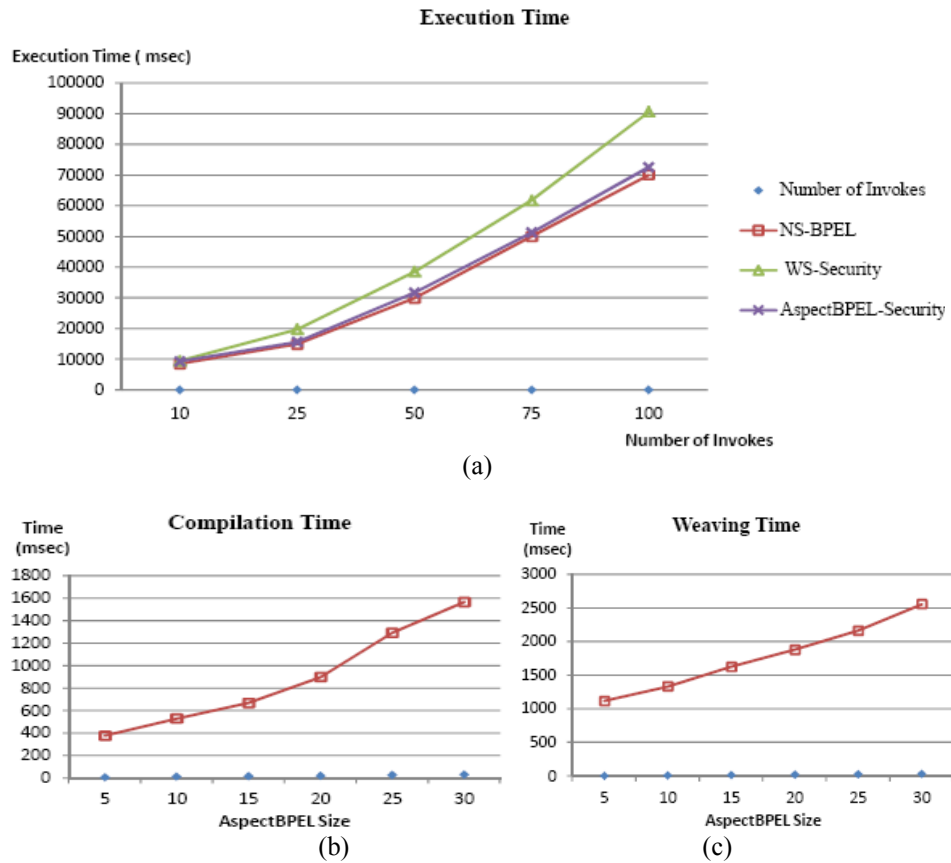 Execution Time
Execution Time ( msec)
100000
90000
80000
70000
60000
50000
40000
30000
20000
10000
0
10 25 50 75 100
Number of Invokes
Number of Invokes
NS-BPEL
WS-Security
AspectBPEL-Security
(a)
Compilation Time
Time
(msec)
1800
1600
1400
1200
1000
800
600
400
200
0
5 10 15 20 25 30
AspectBPEL Size
(b)
Weaving Time
Time
(msec)
3000
2500
2000
1500
1000
500
0
5 10 15 20 25 30
AspectBPEL Size
(c)